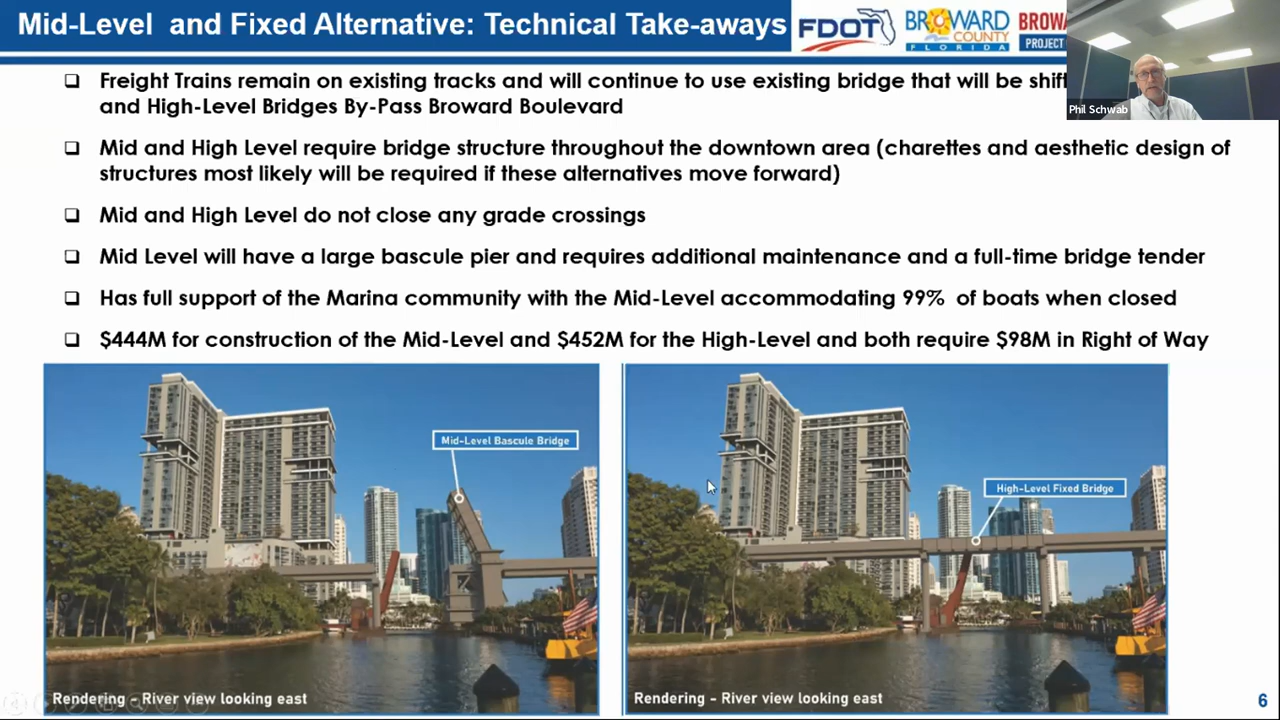 Mid-Level and Fixed Alternative: Technical Take-aways
FDOT
BROWARD
COUNTY
FLORIDA
PROJECT
Phil Schwab
❑ Freight Trains remain on existing tracks and will continue to use existing bridge that will be
and High-Level Bridges By-Pass Broward Boulevard
❑ Mid and High Level require bridge structure throughout the downtown area (charettes and aesthetic design of
structures most likely will be required if these alternatives move forward)
❑ Mid and High Level do not close any grade crossings
❑ Mid Level will have a large bascule pier and requires additional maintenance and a full-time bridge tender
❑ Has full support of the Marina community with the Mid-Level accommodating 99% of boats when closed
❑ $444M for construction of the Mid-Level and $452M for the High-Level and both require $98M in Right of Way
Mid-Level Bascule Bridge
Rendering - River view looking east
High-Level Fixed Bridge
Rendering - River view looking east
6